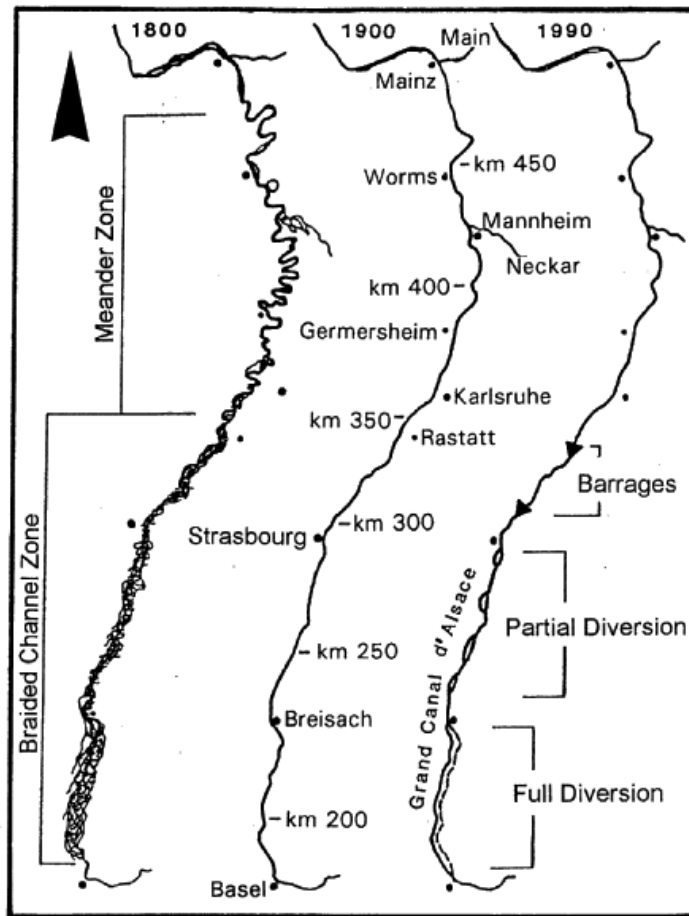 1800
1900
1990
Main
Mainz
Meander Zone
km 450
Worms
Mannheim
Neckar
km 400
Germersheim
Karlsruhe
km 350
Rastatt
Barrages
km 300
Strasbourg
Braided Channel Zone
Grand Canal d'Alsace
Partial Diversion
km 250
Breisach
Full Diversion
km 200
Basel